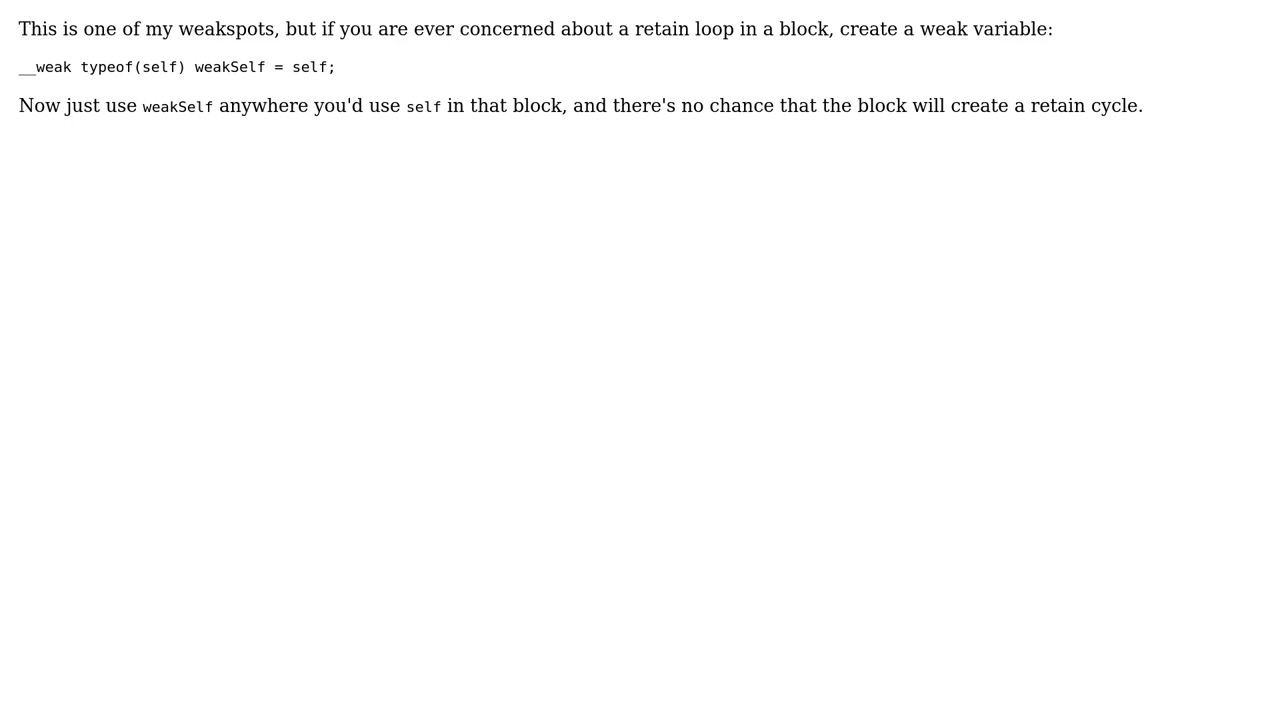 This is one of my weakspots, but if you are ever concerned about a retain loop in a block, create a weak variable:
__weak typeof(self) weakSelf = self;
Now just use weakSelf anywhere you'd use self in that block, and there's no chance that the block will create a retain cycle.